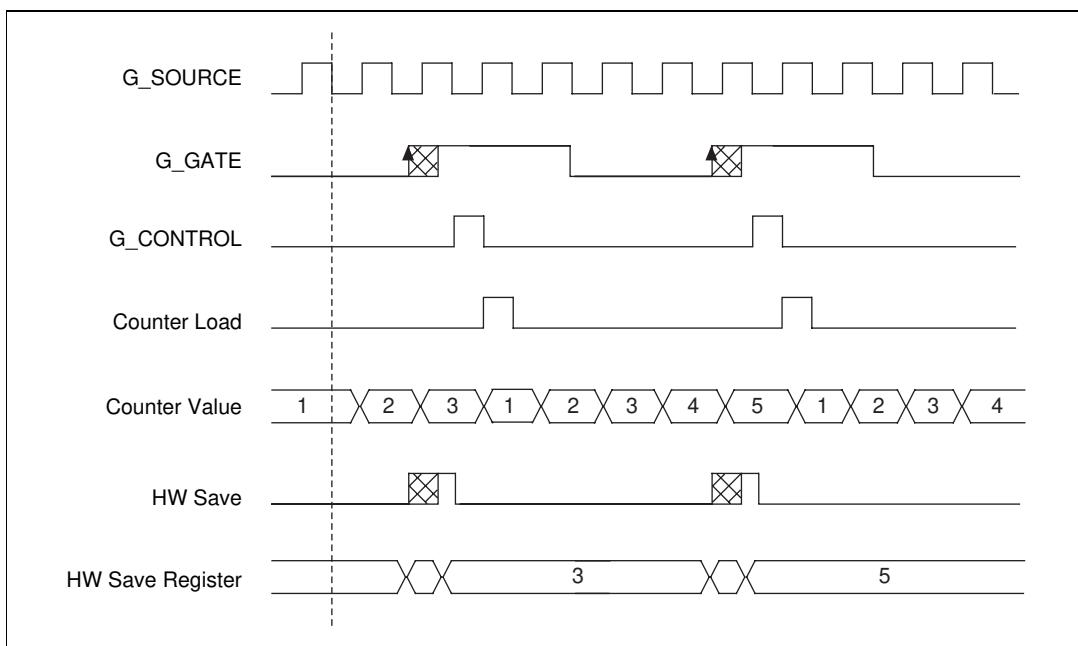 G_SOURCE
G_GATE
G_CONTROL
Counter Load
Counter Value 1 2 3 1 2 3 4 5 1 2 3 4
HW Save
HW Save Register 3 5